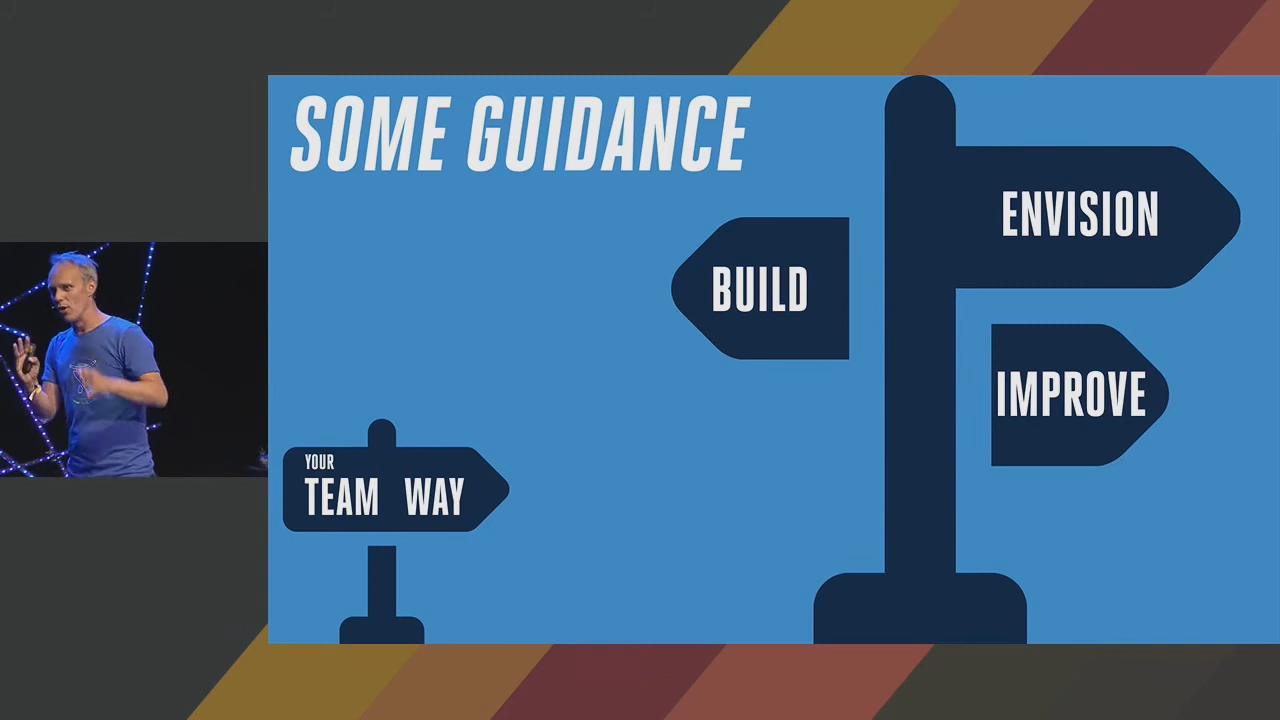 SOME GUIDANCE
ENVISION
BUILD
IMPROVE
YOUR
TEAM WAY